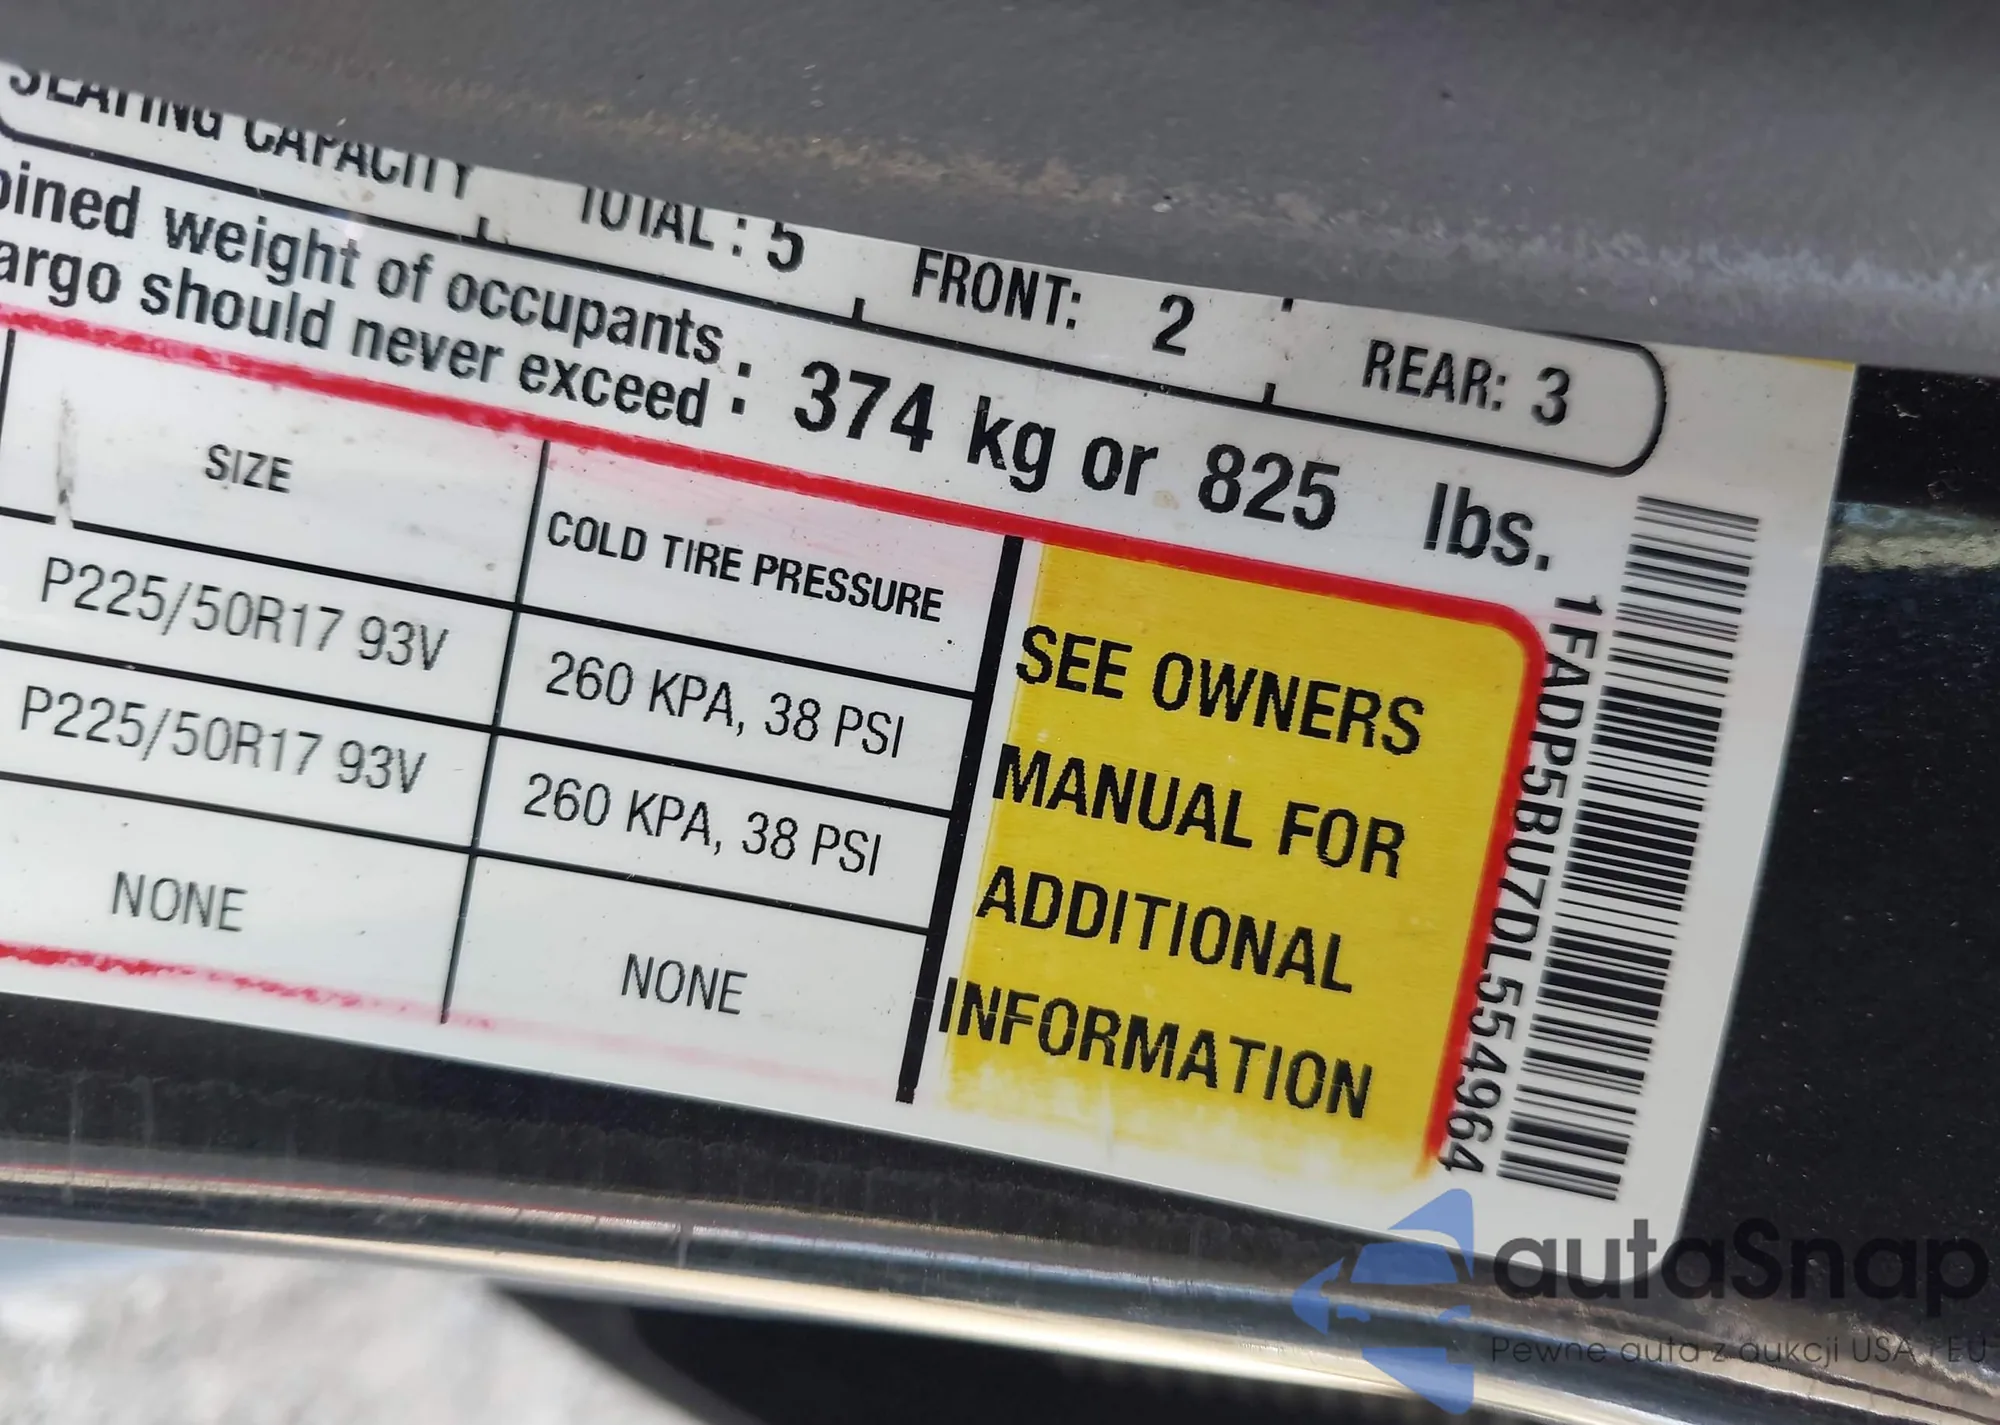 SEATING CAPACITY TOTAL : 5 FRONT: 2 REAR: 3
bined weight of occupants
argo should never exceed : 374 kg or 825 lbs.
SIZE COLD TIRE PRESSURE
P225/50R17 93V 260 KPA, 38 PSI
P225/50R17 93V 260 KPA, 38 PSI
NONE NONE
SEE OWNERS
MANUAL FOR
ADDITIONAL
INFORMATION
1FADP5BU7DL554964
autaSnap
Pewne auta z aukcji USA i EU